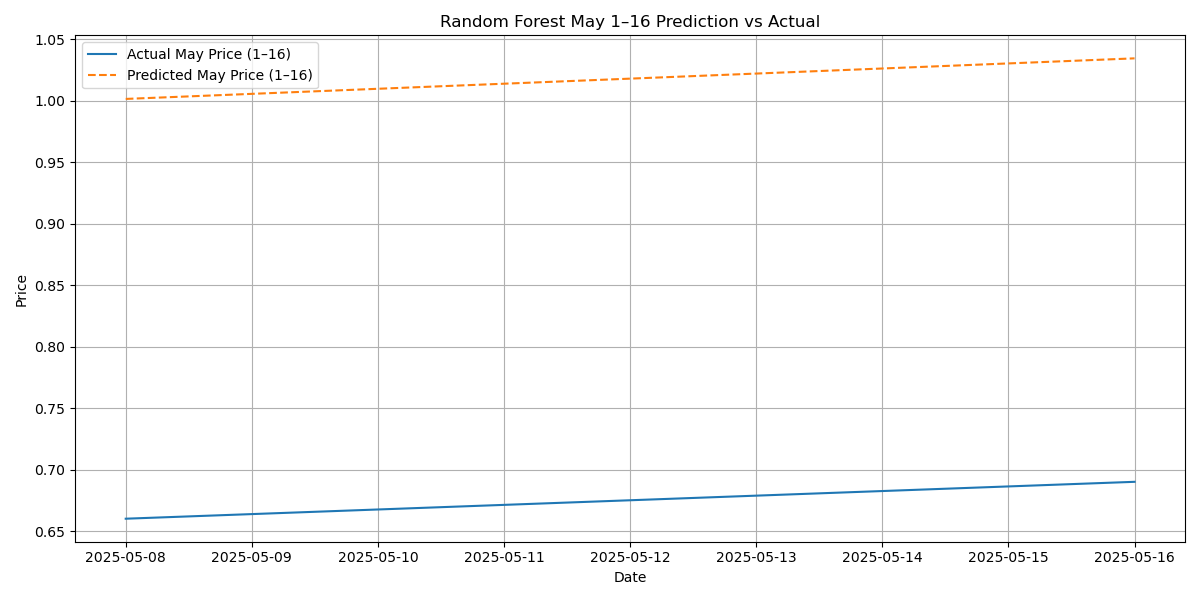 Random Forest May 1–16 Prediction vs Actual
Actual May Price (1–16)
Predicted May Price (1–16)
Price
1.05
1.00
0.95
0.90
0.85
0.80
0.75
0.70
0.65
2025-05-08 2025-05-09 2025-05-10 2025-05-11 2025-05-12 2025-05-13 2025-05-14 2025-05-15 2025-05-16
Date